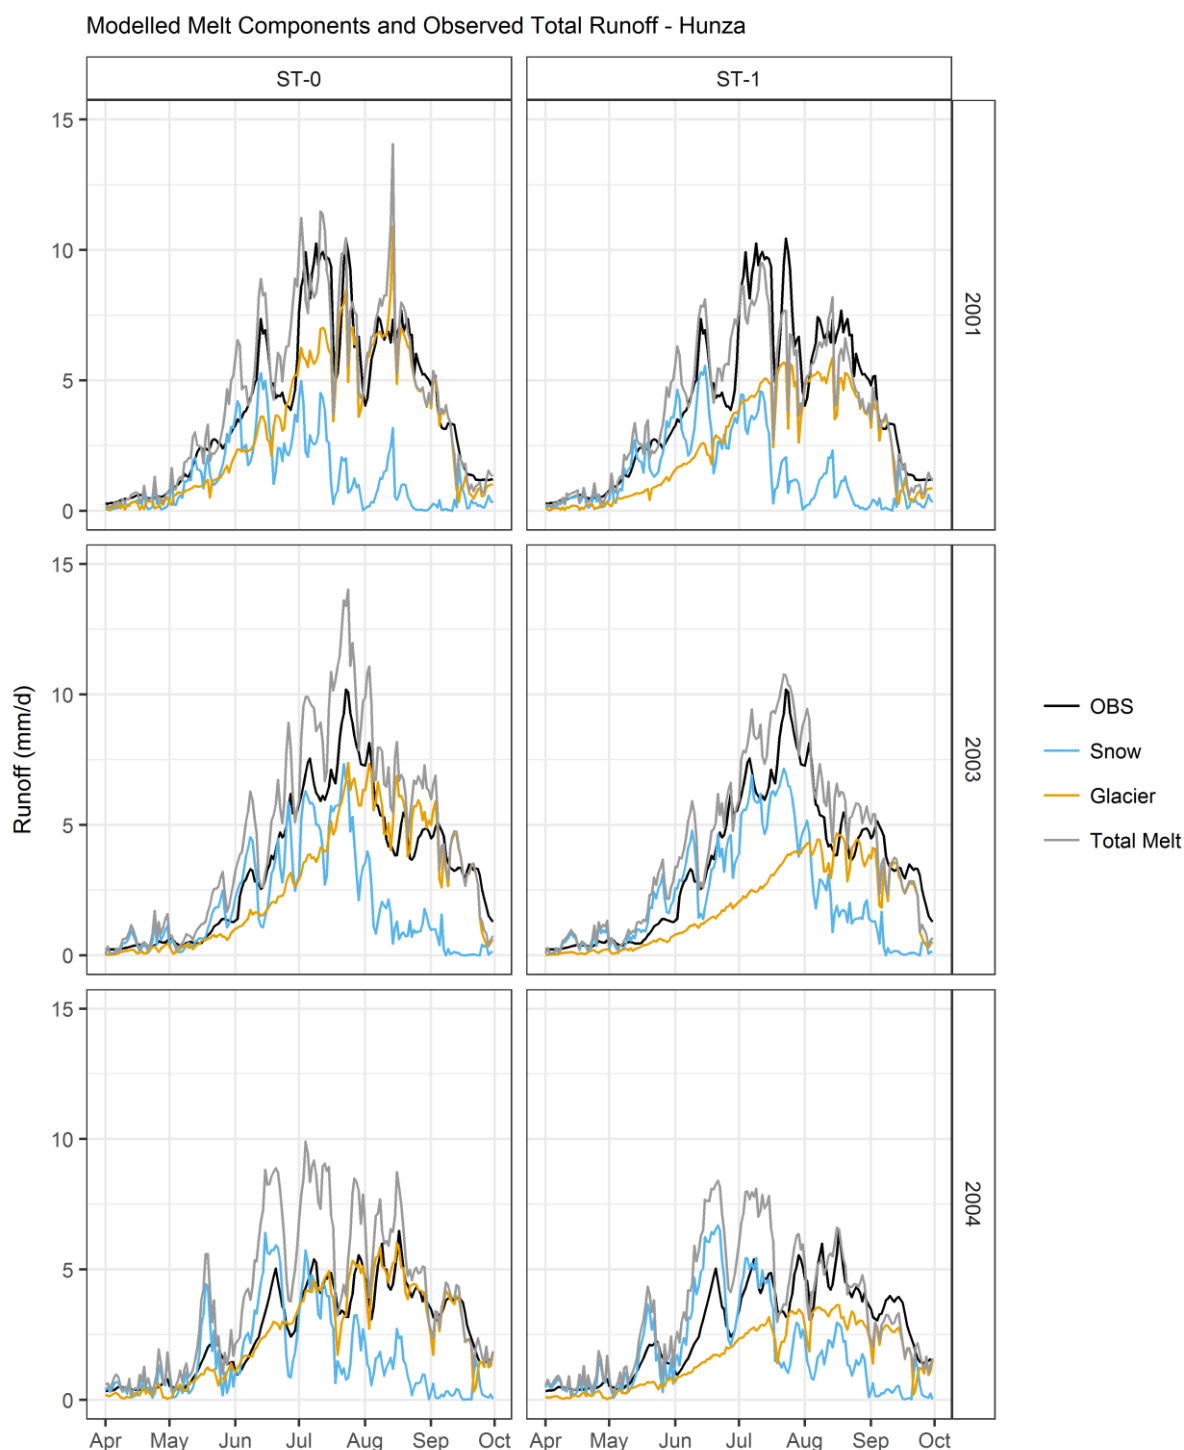 Modelled Melt Components and Observed Total Runoff - Hunza
ST-0
ST-1
15
10
5
0
2001
15
10
5
0
2003
Runoff (mm/d)
OBS
Snow
Glacier
Total Melt
15
10
5
0
2004
Apr May Jun Jul Aug Sep Oct
Apr May Jun Jul Aug Sep Oct